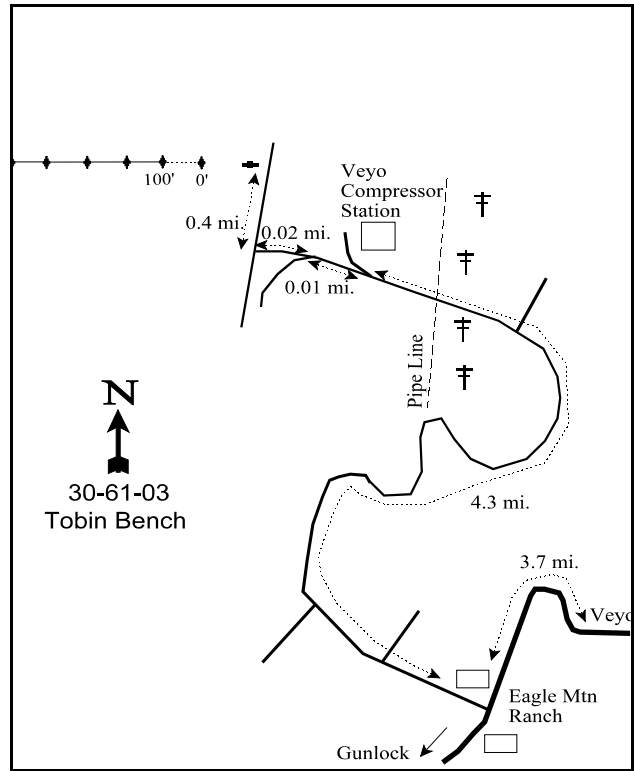 Veyo
Compressor
Station
100'
0'
0.4 mi.
0.02 mi.
0.01 mi.
Pipe Line
N
30-61-03
Tobin Bench
4.3 mi.
3.7 mi.
Veyo
Eagle Mtn
Ranch
Gunlock